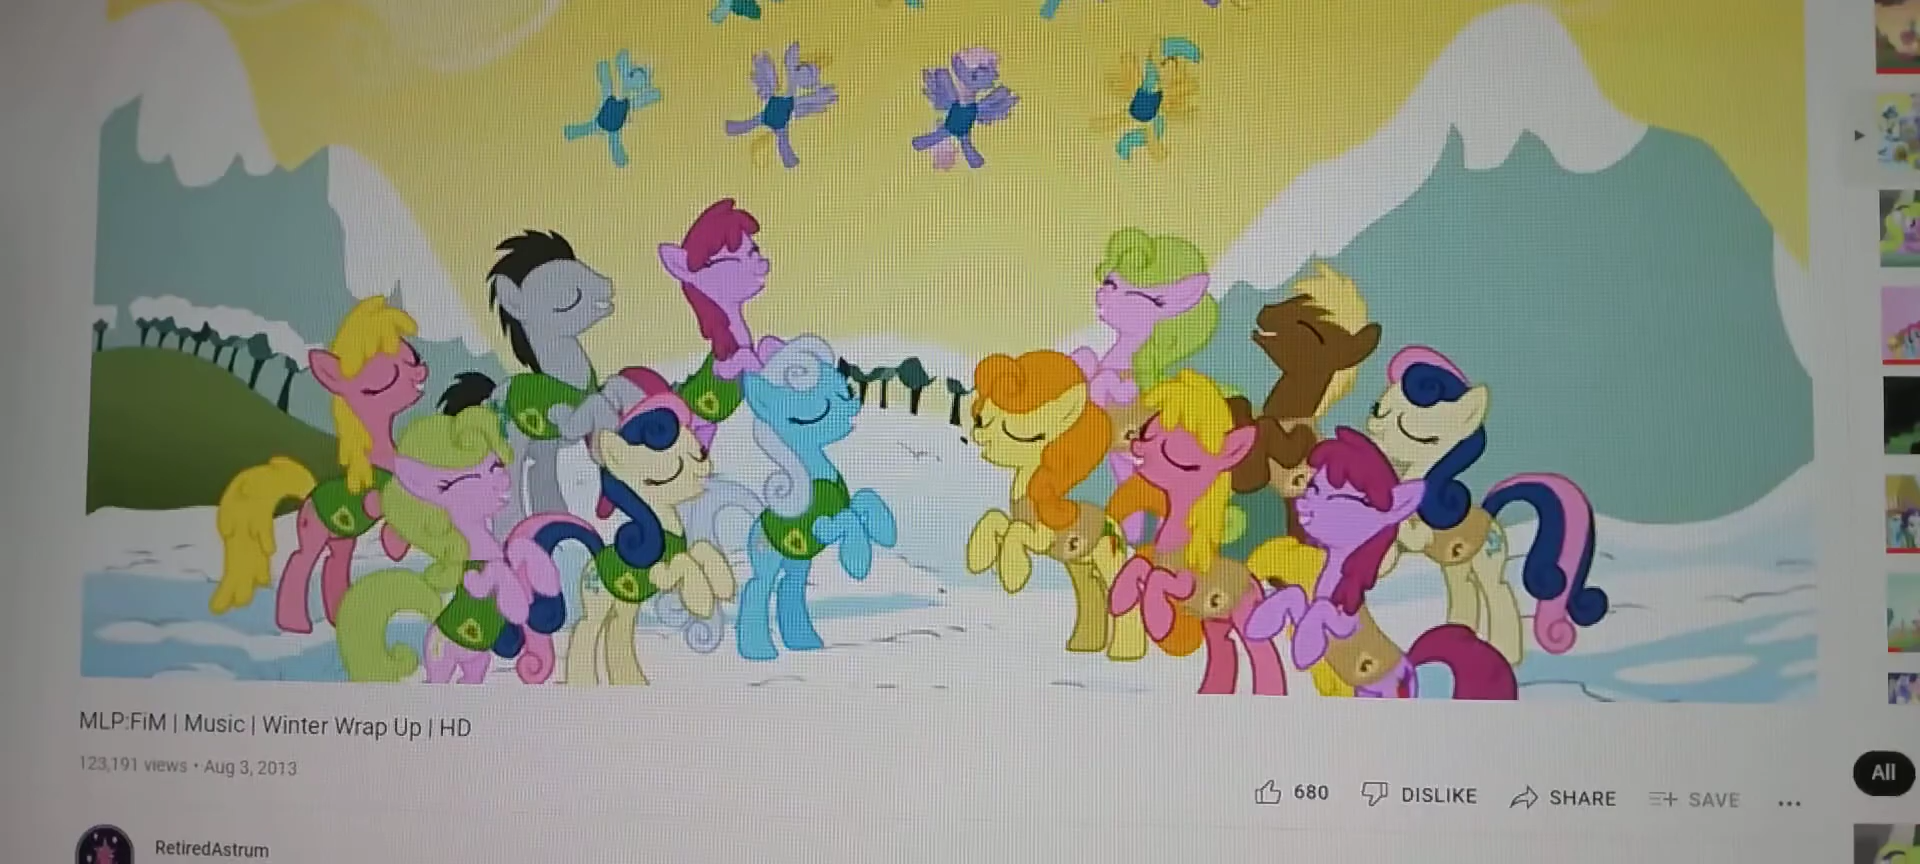 MLP:FiM | Music | Winter Wrap Up | HD
123,191 views • Aug 3, 2013
680 DISLIKE SHARE SAVE ...
All
RetiredAstrum